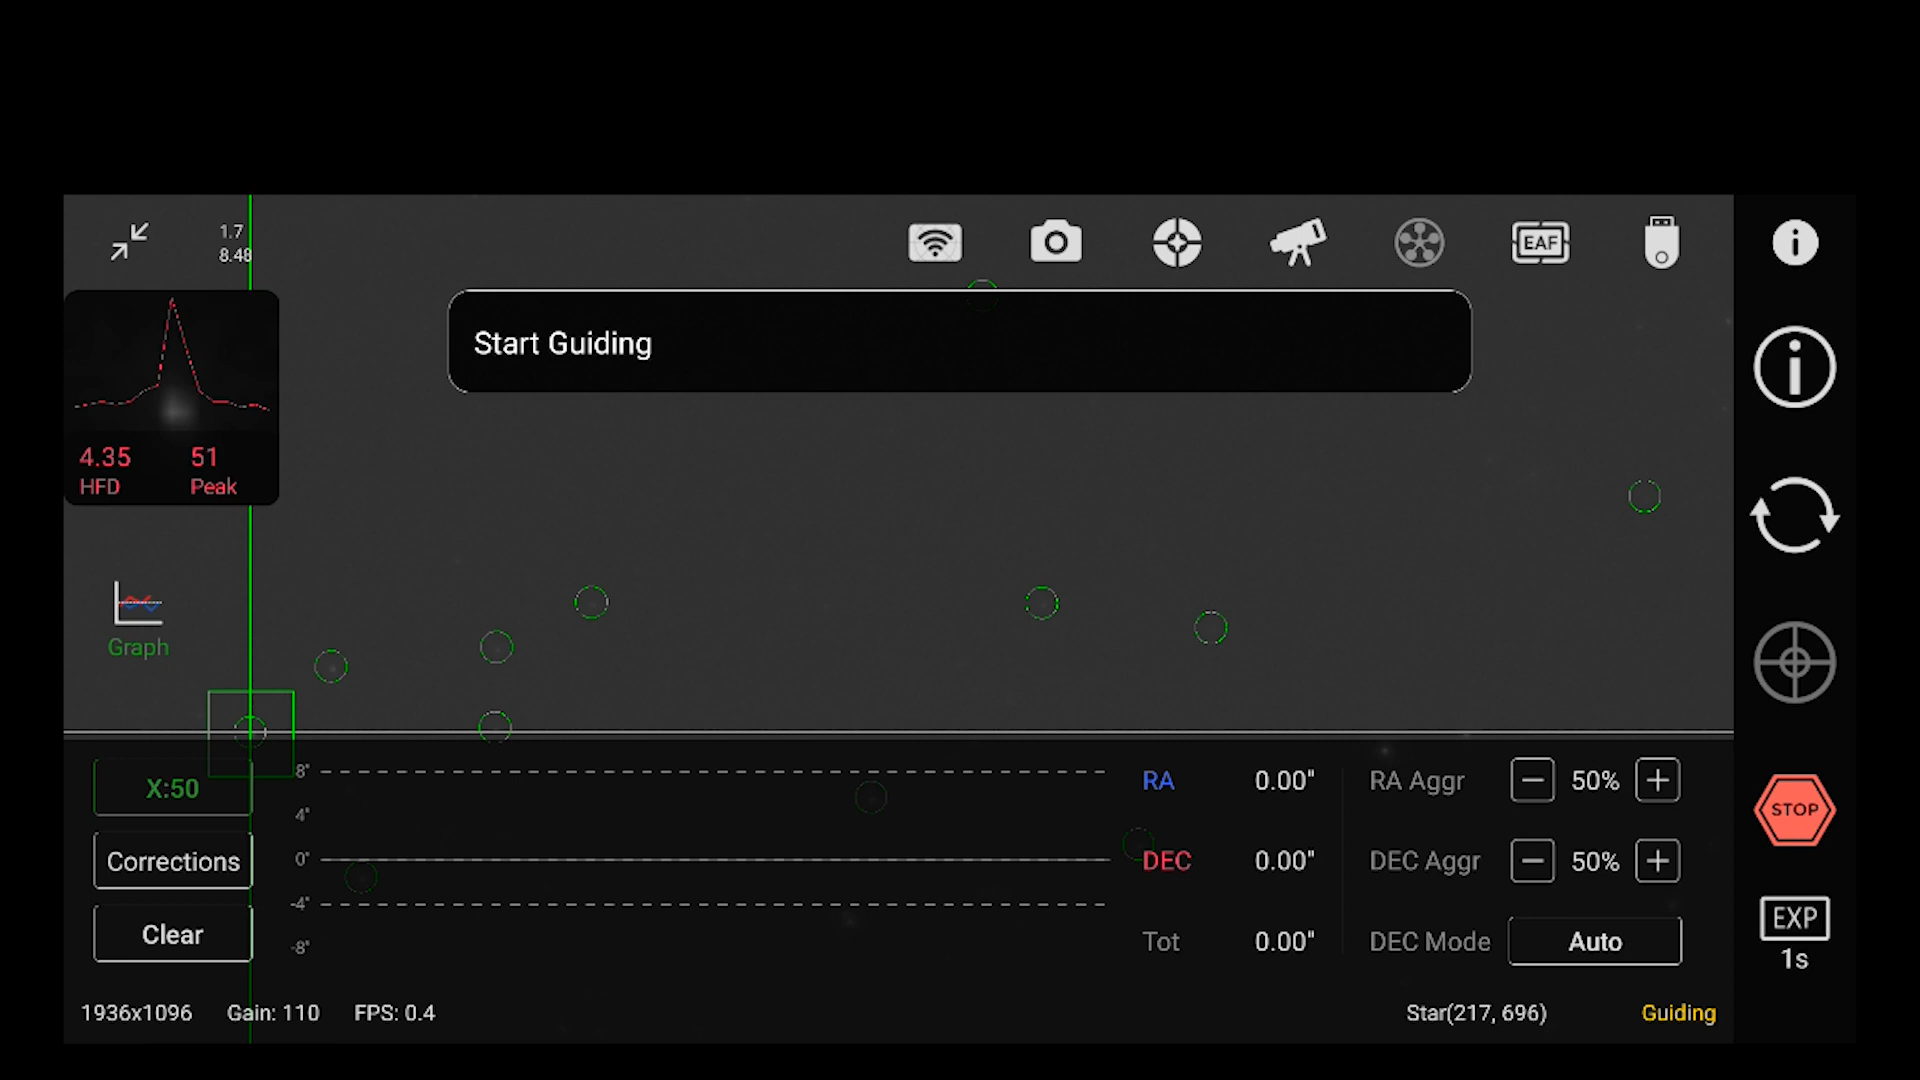 1.7
8.48
EAF
Start Guiding
4.35 51
HFD Peak
Graph
X:50
Corrections
Clear
8"
4"
0"
-4"
-8"
RA 0.00"
DEC 0.00"
Tot 0.00"
RA Aggr 50%
DEC Aggr 50%
DEC Mode Auto
STOP
EXP
1s
1936x1096 Gain: 110 FPS: 0.4 Star(217, 696) Guiding